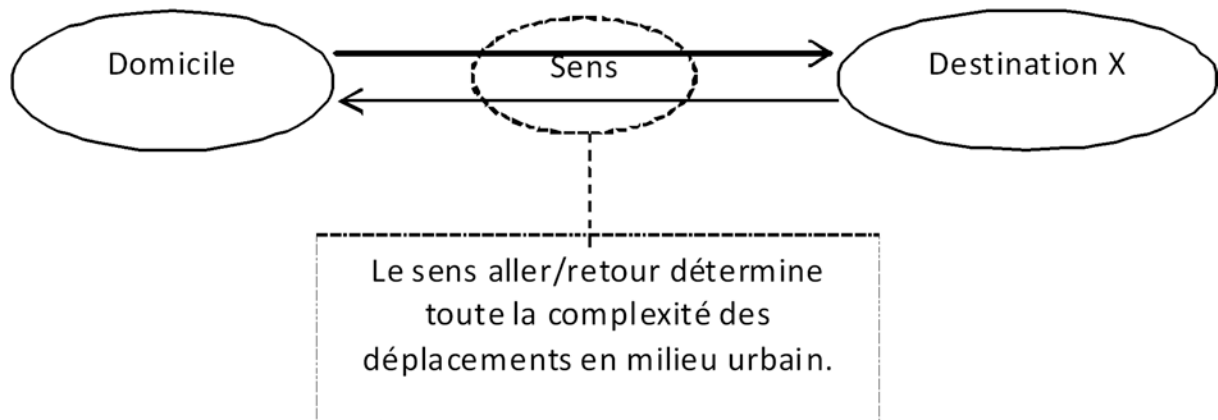 Domicile
Sens
Destination X
Le sens aller/retour détermine
toute la complexité des
déplacements en milieu urbain.